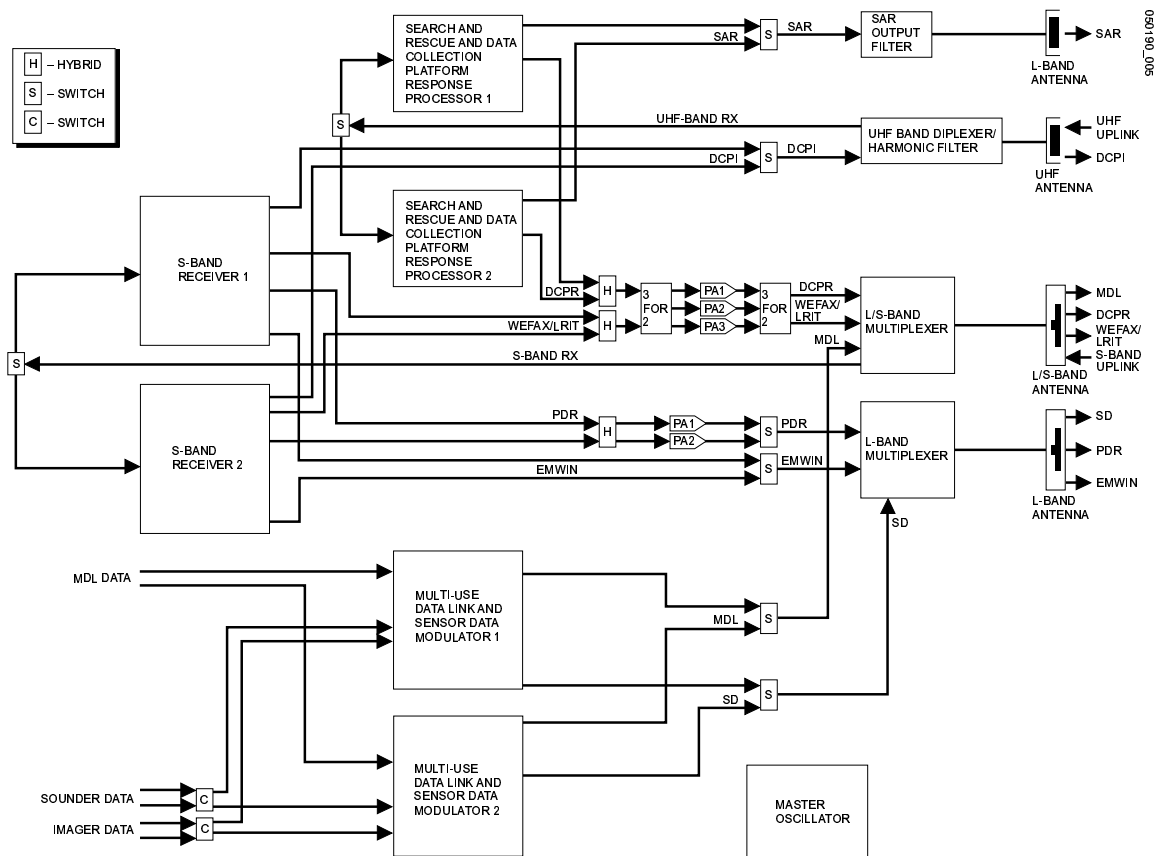 H – HYBRID
S – SWITCH
C – SWITCH
SEARCH AND
RESCUE AND DATA
COLLECTION
PLATFORM
RESPONSE
PROCESSOR 1
SAR
S
SAR
SAR
OUTPUT
FILTER
L-BAND
ANTENNA
SAR
050190_006
S
UHF-BAND RX
DCPI
S
DCPI
UHF BAND DIPLEXER/
HARMONIC FILTER
UHF
ANTENNA
UHF
UPLINK
DCPI
SEARCH AND
RESCUE AND DATA
COLLECTION
PLATFORM
RESPONSE
PROCESSOR 2
S-BAND
RECEIVER 1
DCPR
H
WEFAX/LRIT
H
3
FOR
2
PA1
PA2
PA3
3
FOR
2
DCPR
WEFAX/
LRIT
MDL
L/S-BAND
MULTIPLEXER
L/S-BAND
ANTENNA
MDL
DCPR
WEFAX/
LRIT
S-BAND
UPLINK
S
S-BAND RX
S-BAND
RECEIVER 2
PDR
H
PA1
PA2
S
PDR
EMWIN
S
EMWIN
L-BAND
MULTIPLEXER
SD
L-BAND
ANTENNA
SD
PDR
EMWIN
MDL DATA
MULTI-USE
DATA LINK AND
SENSOR DATA
MODULATOR 1
MDL
S
SD
S
MULTI-USE
DATA LINK AND
SENSOR DATA
MODULATOR 2
SOUNDER DATA
C
IMAGER DATA
C
MASTER
OSCILLATOR